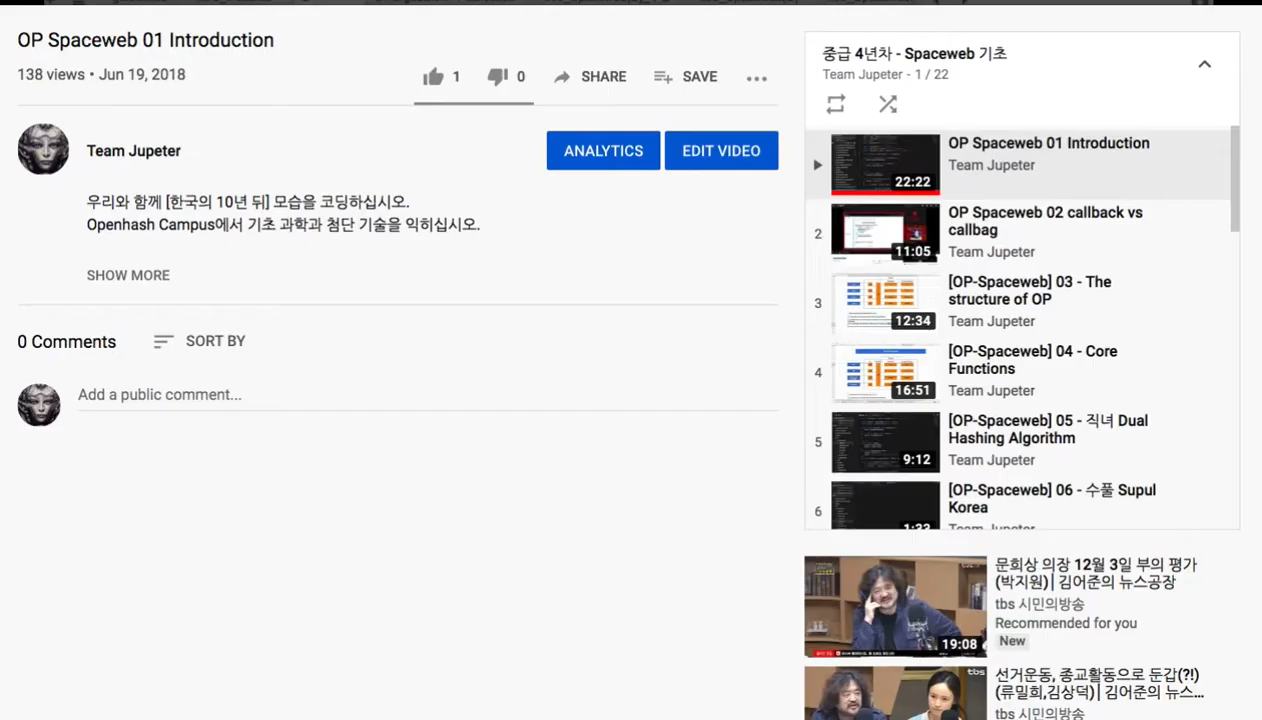 OP Spaceweb 01 Introduction
138 views • Jun 19, 2018
1
0
SHARE
SAVE
Team Jupeter
ANALYTICS
EDIT VIDEO
우리와 함께 [한국의 10년 뒤] 모습을 코딩하십시오.
Openhash Campus에서 기초 과학과 첨단 기술을 익히십시오.
SHOW MORE
0 Comments
SORT BY
Add a public comment...
중급 4년차 - Spaceweb 기초
Team Jupeter - 1 / 22
22:22
OP Spaceweb 01 Introduction
Team Jupeter
2
11:05
OP Spaceweb 02 callback vs
callbag
Team Jupeter
3
12:34
[OP-Spaceweb] 03 - The
structure of OP
Team Jupeter
4
16:51
[OP-Spaceweb] 04 - Core
Functions
Team Jupeter
5
9:12
[OP-Spaceweb] 05 - 직녀 Dual
Hashing Algorithm
Team Jupeter
6
1:33
[OP-Spaceweb] 06 - 수풀 Supul
Korea
Team Jupeter
19:08
문희상 의장 12월 3일 부의 평가
(박지원)│김어준의 뉴스공장
tbs 시민의방송
Recommended for you
New
tbs
선거운동, 종교활동으로 둔갑(?!)
(류밀희,김상덕)│김어준의 뉴스...
tbs 시민의방송